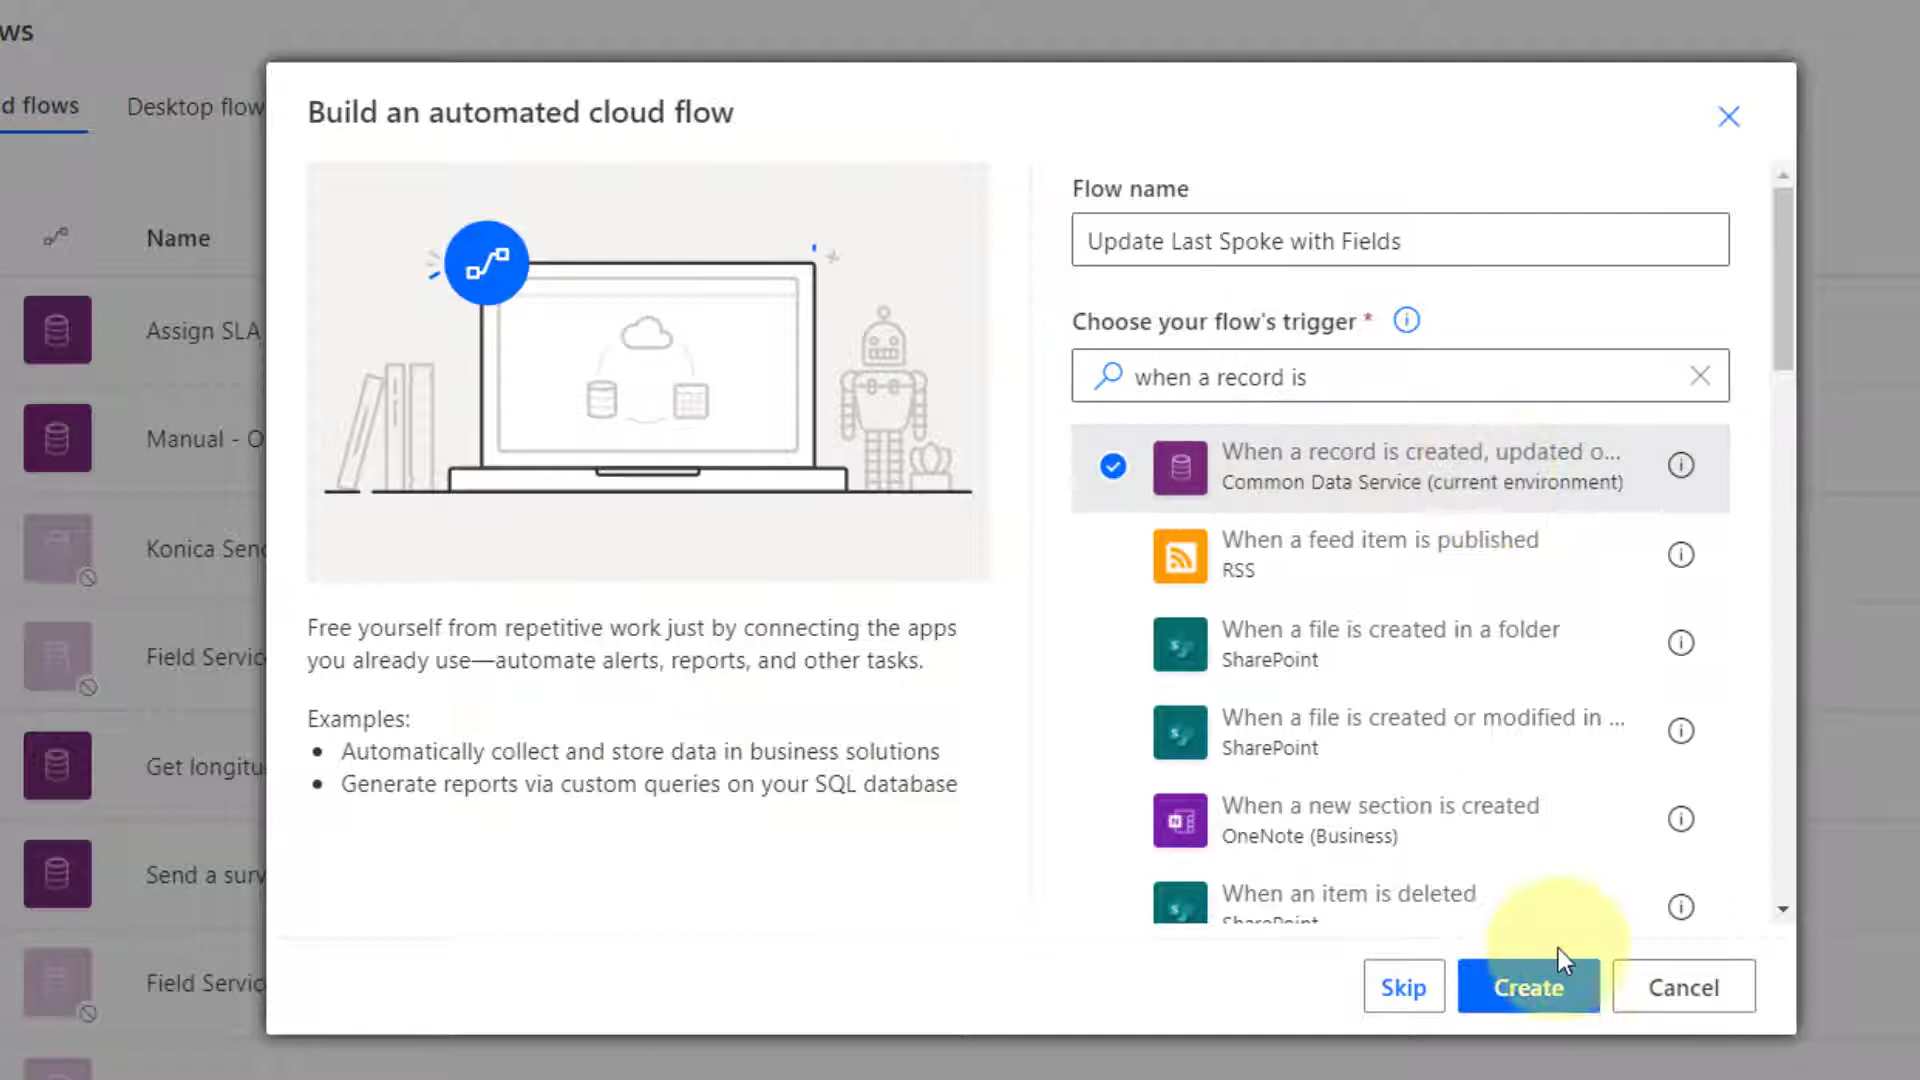 ws
d flows
Desktop flow
Name
Assign SLA
Manual - O
Konica Senc
Field Servic
Get longitu
Send a surv
Field Servic
Build an automated cloud flow
Free yourself from repetitive work just by connecting the apps
you already use—automate alerts, reports, and other tasks.
Examples:
• Automatically collect and store data in business solutions
• Generate reports via custom queries on your SQL database
Flow name
Update Last Spoke with Fields
Choose your flow's trigger *
when a record is
When a record is created, updated o...
Common Data Service (current environment)
When a feed item is published
RSS
When a file is created in a folder
SharePoint
When a file is created or modified in ...
SharePoint
When a new section is created
OneNote (Business)
When an item is deleted
SharePoint
Skip
Create
Cancel